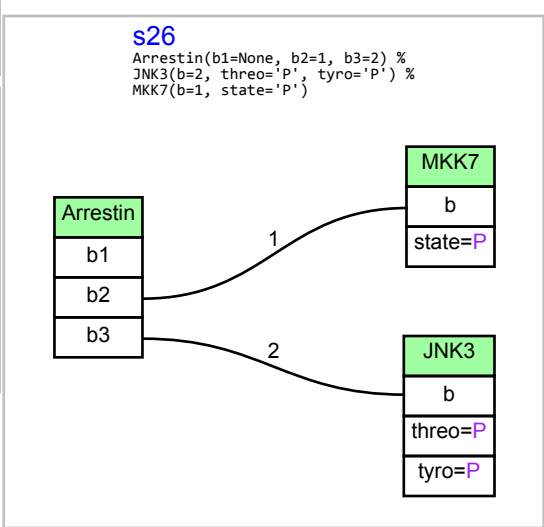 s26
Arrestin(b1=None, b2=1, b3=2) %
JNK3(b=2, threo='P', tyro='P') %
MKK7(b=1, state='P')
MKK7
b
state=P
Arrestin
b1
b2
b3
1
2
JNK3
b
threo=P
tyro=P